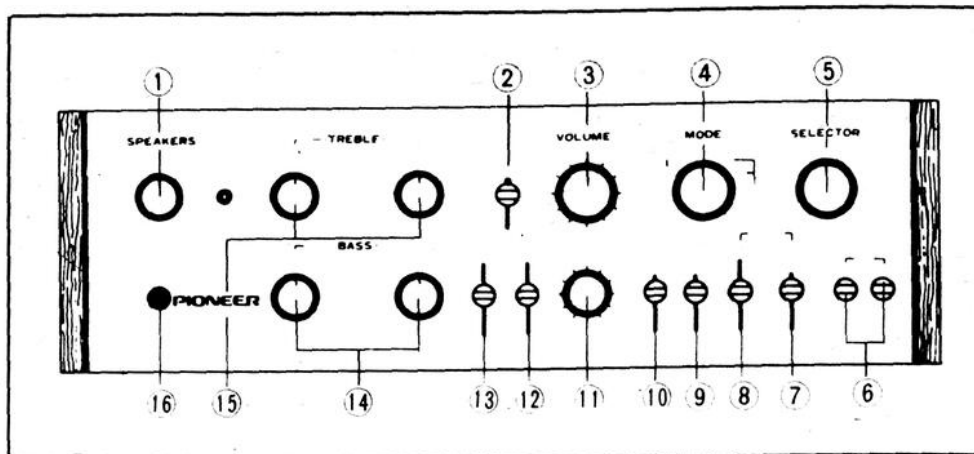 1 2 3 4 5
SPEAKERS TREBLE VOLUME MODE SELECTOR
BASS
PIONEER
16 15 14 13 12 11 10 9 8 7 6